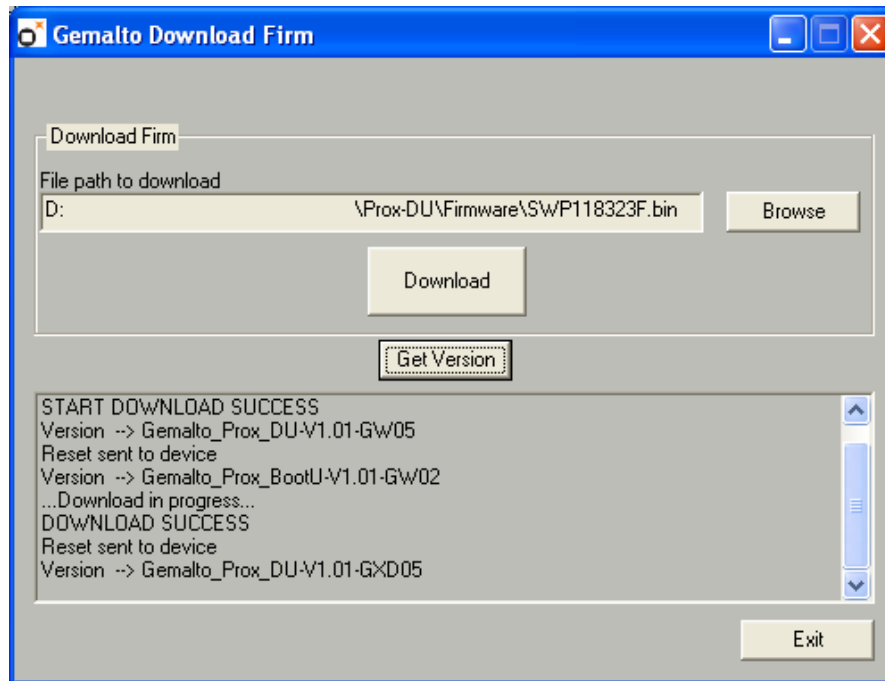 Gemalto Download Firm
Download Firm
File path to download
D: \Prox-DU\Firmware\SWP118323F.bin
Browse
Download
Get Version
START DOWNLOAD SUCCESS
Version --> Gemalto_Prox_DU-V1.01-GW05
Reset sent to device
Version --> Gemalto_Prox_BootU-V1.01-GW02
...Download in progress...
DOWNLOAD SUCCESS
Reset sent to device
Version --> Gemalto_Prox_DU-V1.01-GXD05
Exit